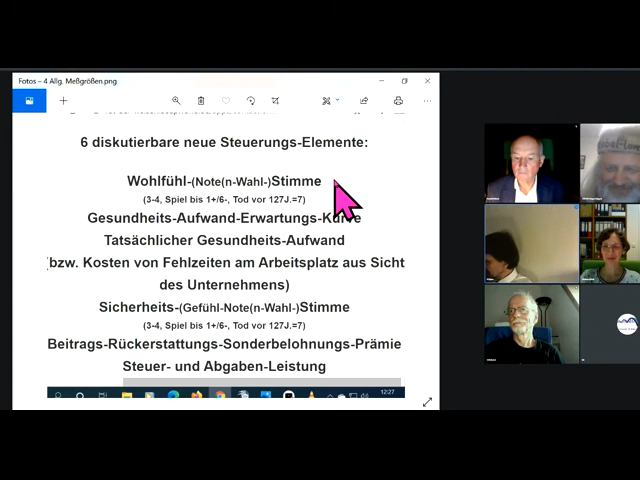 Fotos – 4 Allg. Meßgrößen.png
6 diskutierbare neue Steuerungs-Elemente:
Wohlfühl-(Note(n-Wahl-)Stimme
(3-4, Spiel bis 1+/6-, Tod vor 127J.=7)
Gesundheits-Aufwand-Erwartungs-Kurve
Tatsächlicher Gesundheits-Aufwand
(bzw. Kosten von Fehlzeiten am Arbeitsplatz aus Sicht
des Unternehmens)
Sicherheits-(Gefühl-Note(n-Wahl-)Stimme
(3-4, Spiel bis 1+/6-, Tod vor 127J.=7)
Beitrags-Rückerstattungs-Sonderbelohnungs-Prämie
Steuer- und Abgaben-Leistung
12:27